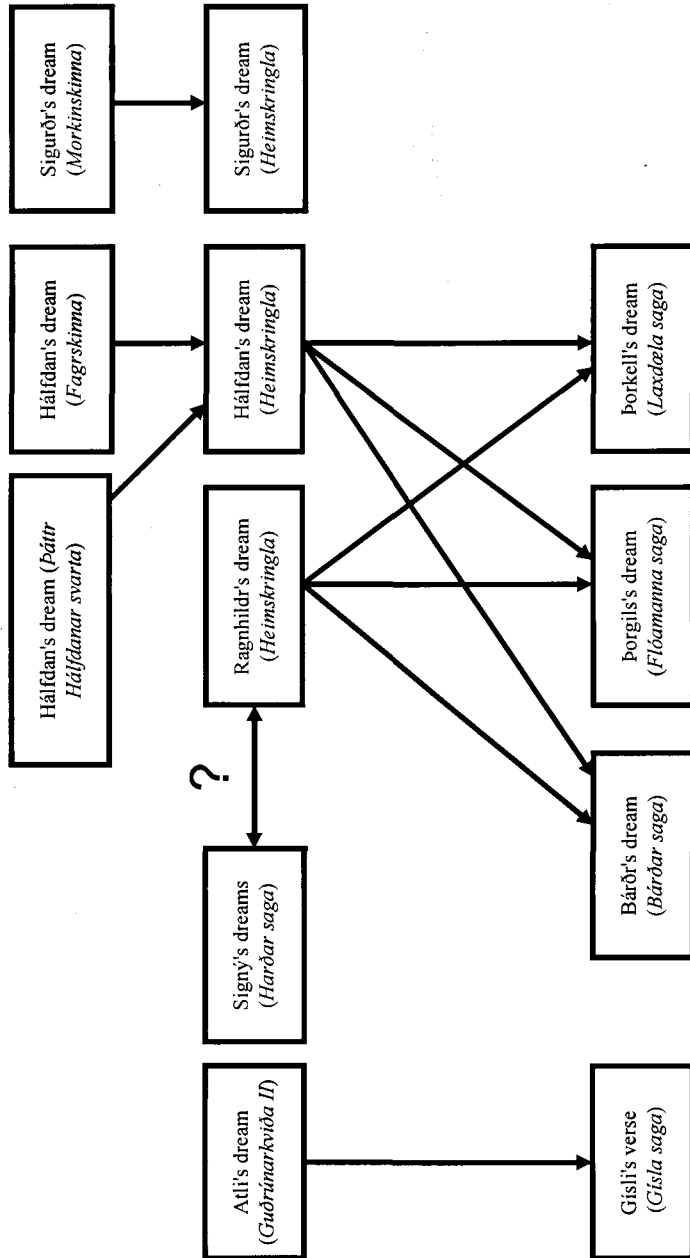 Hálfdan's dream (Þáttr
Hálfdanar svarta)
Hálfdan's dream
(Fagrskinna)
Sigurðr's dream
(Morkinskinna)
Atli's dream
(Guðrúnarkviða II)
Signý's dreams
(Harðar saga)
?
Ragnhildr's dream
(Heimskringla)
Hálfdan's dream
(Heimskringla)
Sigurðr's dream
(Heimskringla)
Gísli's verse
(Gísla saga)
Bárðr's dream
(Bárðar saga)
Þorgils's dream
(Flóamanna saga)
Þorkell's dream
(Laxdæla saga)